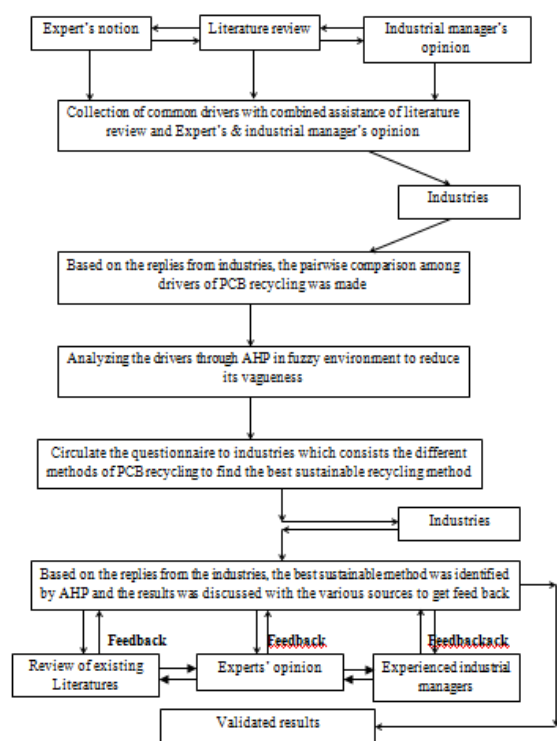 Expert's notion
Literature review
Industrial manager's
opinion
Collection of common drivers with combined assistance of literature
review and Expert's & industrial manager's opinion
Industries
Based on the replies from industries, the pairwise comparison among
drivers of PCB recycling was made
Analyzing the drivers through AHP in fuzzy environment to reduce
its vagueness
Circulate the questionnaire to industries which consists the different
methods of PCB recycling to find the best sustainable recycling method
Industries
Based on the replies from the industries, the best sustainable method was identified
by AHP and the results was discussed with the various sources to get feed back
Feedback
Feedback
Feedbackack
Review of existing
Literatures
Experts' opinion
Experienced industrial
managers
Validated results